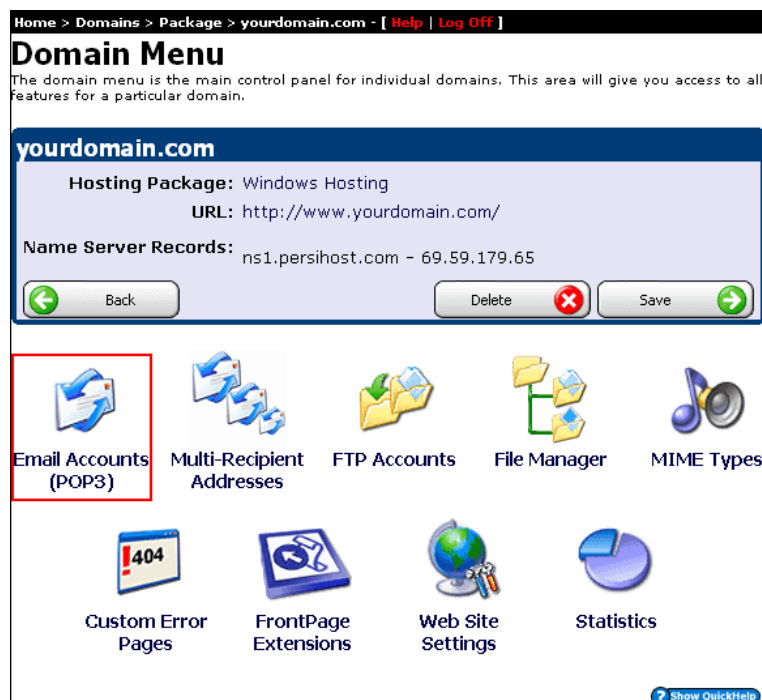 Home > Domains > Package > yourdomain.com - [ Help | Log Off ]
Domain Menu
The domain menu is the main control panel for individual domains. This area will give you access to all
features for a particular domain.
yourdomain.com
Hosting Package: Windows Hosting
URL: http://www.yourdomain.com/
Name Server Records: ns1.persihost.com - 69.59.179.65
Back
Delete
Save
Email Accounts
(POP3)
Multi-Recipient
Addresses
FTP Accounts
File Manager
MIME Types
!404
Custom Error
Pages
FrontPage
Extensions
Web Site
Settings
Statistics
? Show QuickHelp